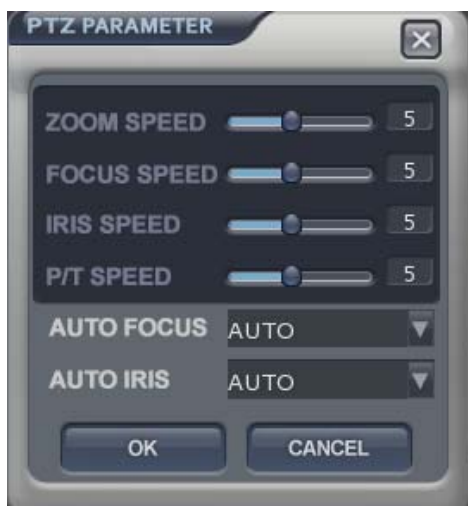 PTZ PARAMETER
ZOOM SPEED 5
FOCUS SPEED 5
IRIS SPEED 5
P/T SPEED 5
AUTO FOCUS AUTO
AUTO IRIS AUTO
OK CANCEL